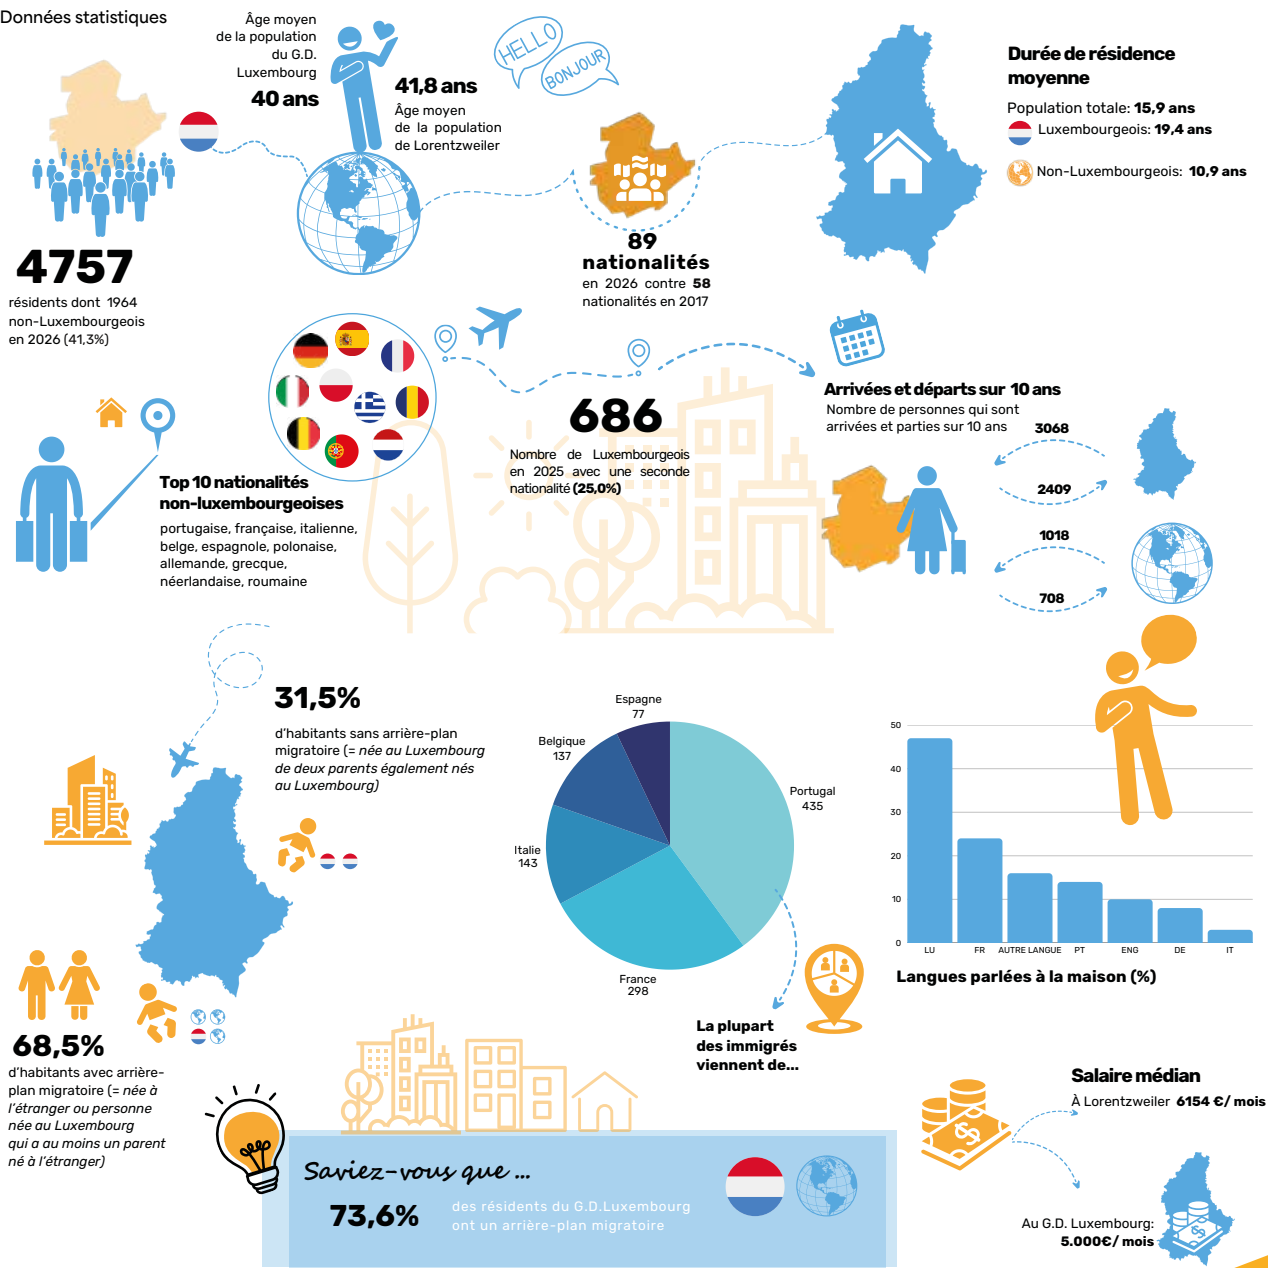 Données statistiques
Âge moyen
de la population
du G.D.
Luxembourg
40 ans
41,8 ans
Âge moyen
de la population
de Lorentzweiler
HELLO
BONJOUR
Durée de résidence
moyenne
Population totale: 15,9 ans
Luxembourgeois: 19,4 ans
Non-Luxembourgeois: 10,9 ans
4757
résidents dont 1964
non-Luxembourgeois
en 2026 (41,3%)
89
nationalités
en 2026 contre 58
nationalités en 2017
Top 10 nationalités
non-luxembourgeoises
portugaise, française, italienne,
belge, espagnole, polonaise,
allemande, grecque,
néerlandaise, roumaine
686
Nombre de Luxembourgeois
en 2025 avec une seconde
nationalité (25,0%)
Arrivées et départs sur 10 ans
Nombre de personnes qui sont
arrivées et parties sur 10 ans
3068
2409
1018
708
31,5%
d'habitants sans arrière-plan
migratoire (= née au Luxembourg
de deux parents également nés
au Luxembourg)
68,5%
d'habitants avec arrière-
plan migratoire (= née à
l'étranger ou personne
née au Luxembourg
qui a au moins un parent
né à l'étranger)
Espagne
77
Belgique
137
Italie
143
France
298
Portugal
435
La plupart
des immigrés
viennent de...
50
40
30
20
10
0
LU FR AUTRE LANGUE PT ENG DE IT
Langues parlées à la maison (%)
Saviez-vous que ...
73,6%
des résidents du G.D.Luxembourg
ont un arrière-plan migratoire
Salaire médian
À Lorentzweiler 6154 €/ mois
Au G.D. Luxembourg:
5.000€/ mois